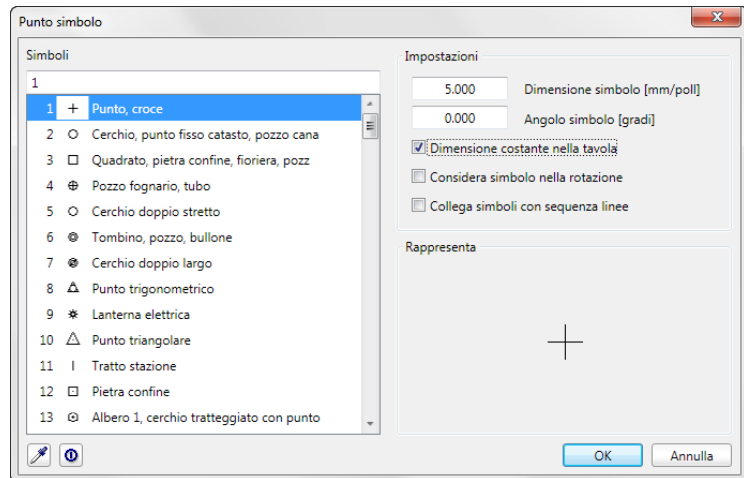 Punto simbolo
Simboli
1
1 Punto, croce
2 Cerchio, punto fisso catasto, pozzo cana
3 Quadrato, pietra confine, fioriera, pozz
4 Pozzo fognario, tubo
5 Cerchio doppio stretto
6 Tombino, pozzo, bullone
7 Cerchio doppio largo
8 Punto trigonometrico
9 Lanterna elettrica
10 Punto triangolare
11 Tratto stazione
12 Pietra confine
13 Albero 1, cerchio tratteggiato con punto
Impostazioni
5.000 Dimensione simbolo [mm/poll]
0.000 Angolo simbolo [gradi]
Dimensione costante nella tavola
Considera simbolo nella rotazione
Collega simboli con sequenza linee
Rappresenta
OK Annulla